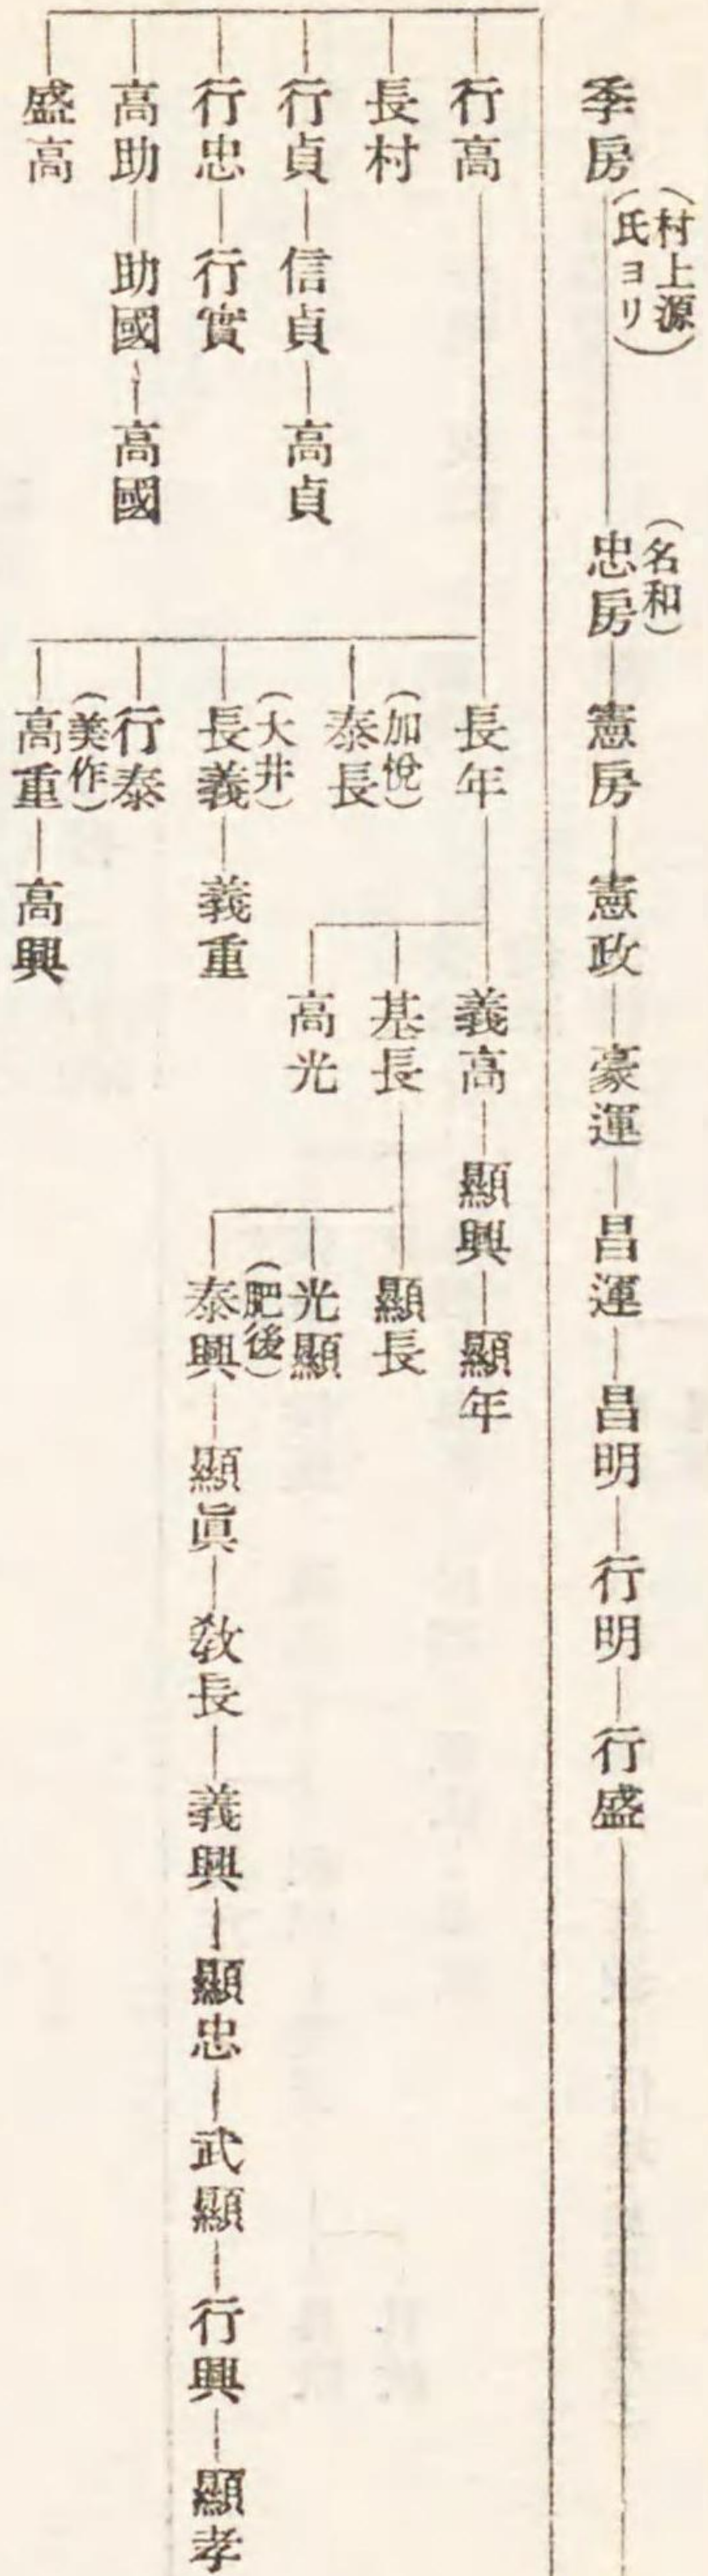 季房（村上源氏ヨリ）―（名和）忠房―憲房―憲政―豪運―昌運―昌明―行明―行盛
行高―長年―義高―顯興―顯年
長村
基長―顯長
（加悅）泰長
行貞―信貞―高貞
高光
光顯
（大井）長義―義重
（肥後）泰興―顯眞―敎長―義興―顯忠―武顯―行興―顯孝
行忠―行實
行泰
高助―助國―高國
（美作）高重―高興
盛高